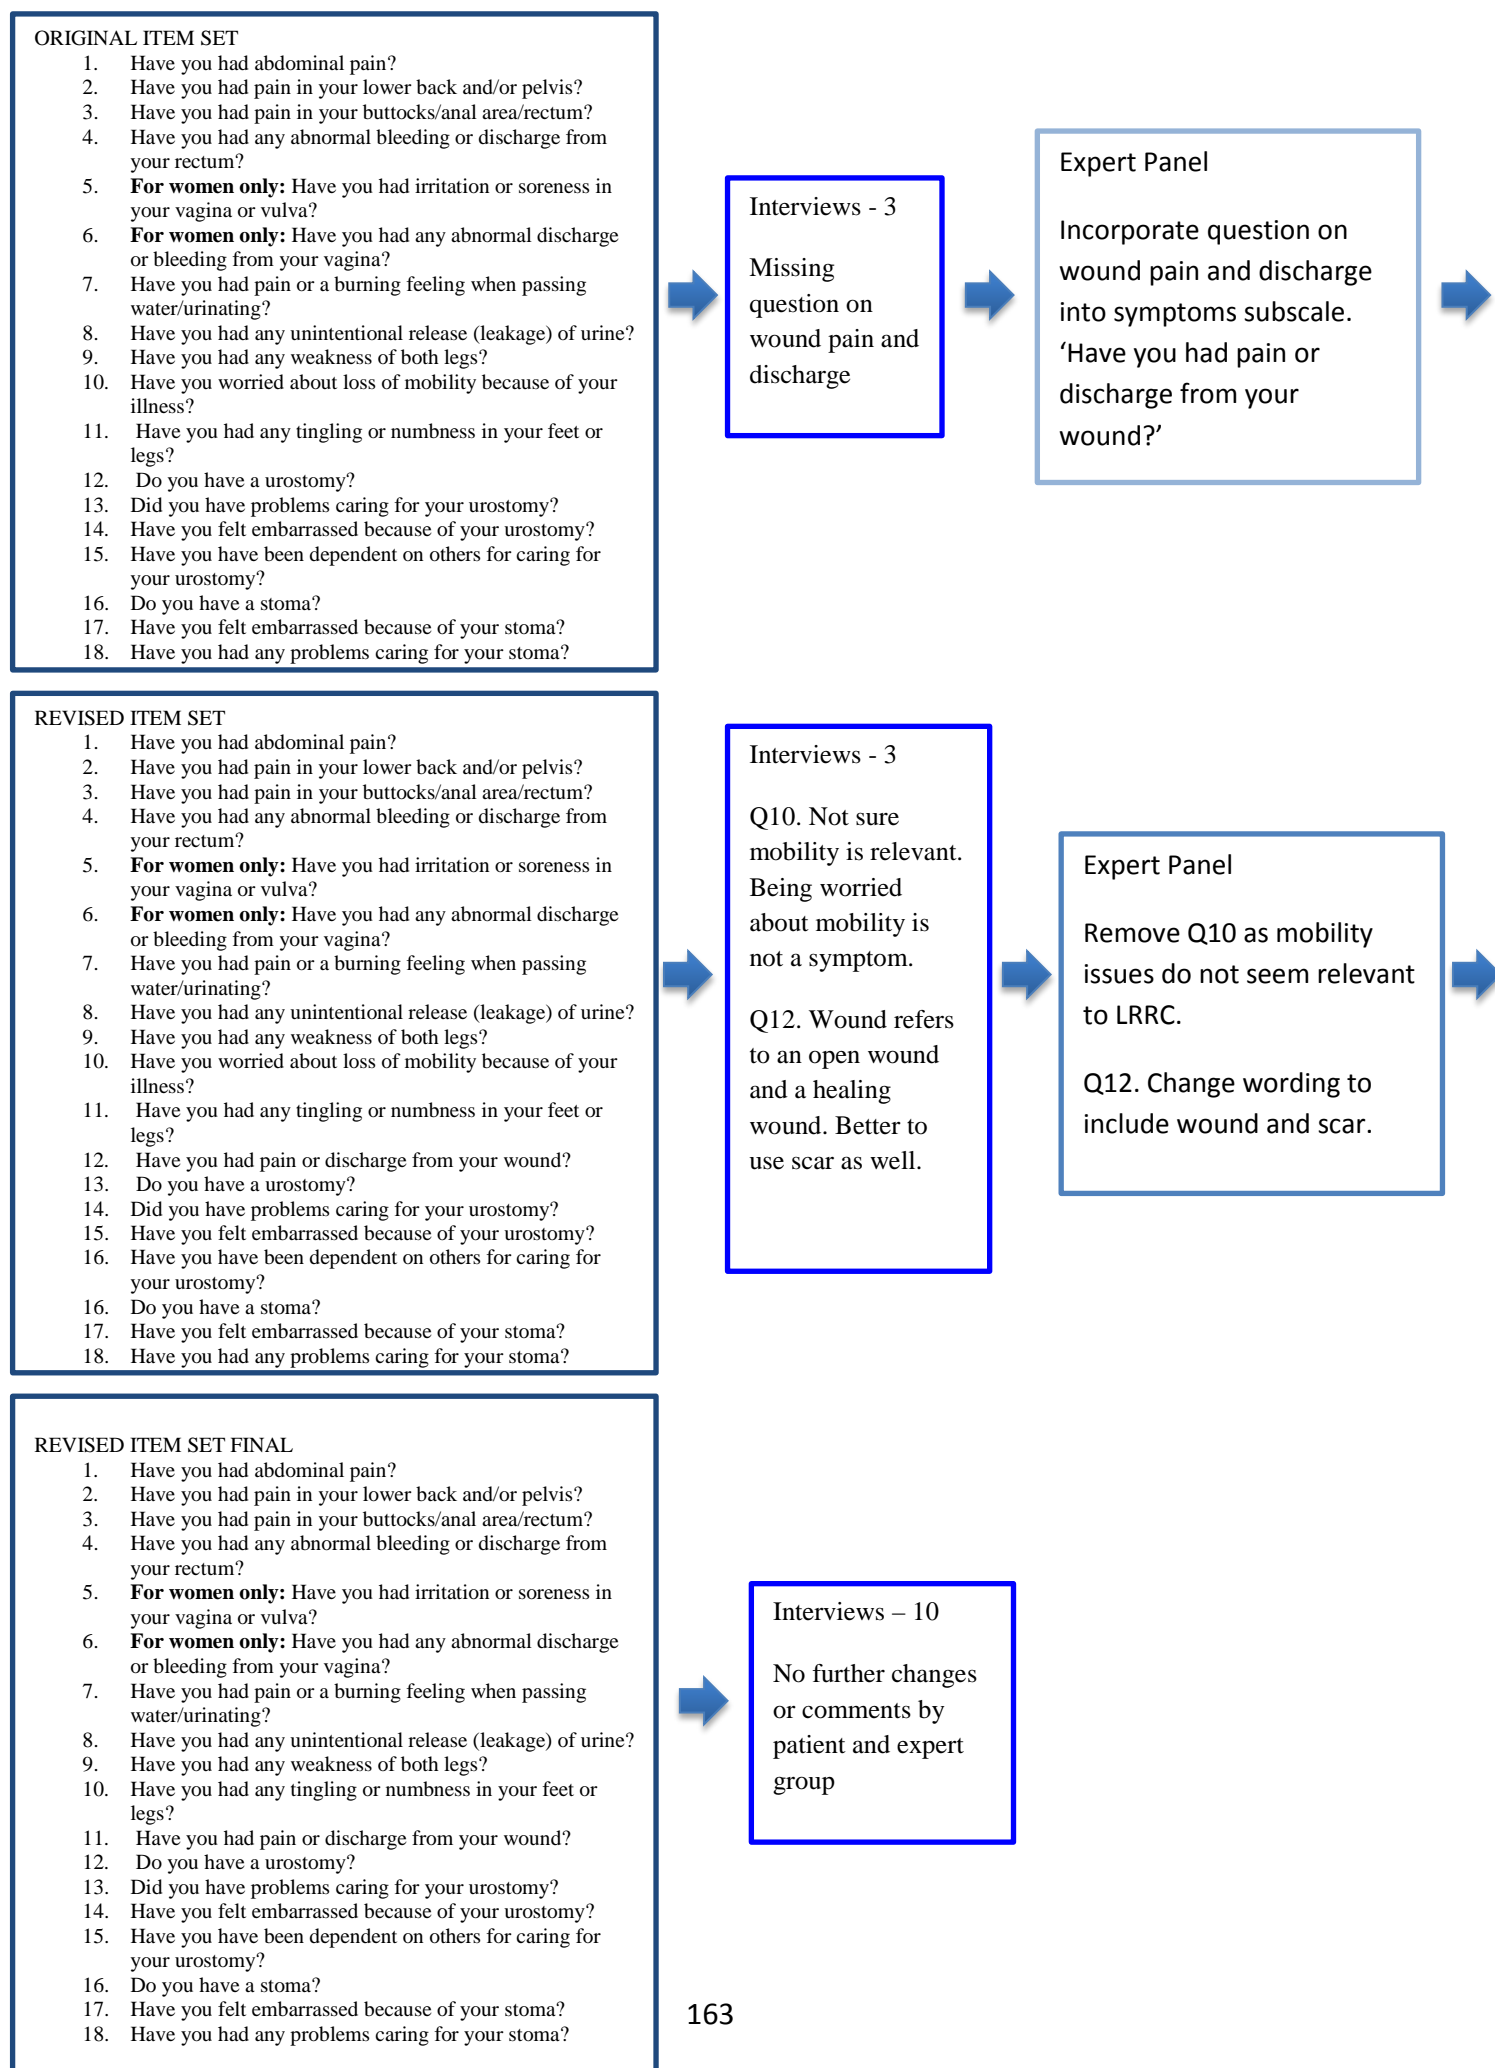 ORIGINAL ITEM SET
1. Have you had abdominal pain?
2. Have you had pain in your lower back and/or pelvis?
3. Have you had pain in your buttocks/anal area/rectum?
4. Have you had any abnormal bleeding or discharge from
your rectum?
5. For women only: Have you had irritation or soreness in
your vagina or vulva?
6. For women only: Have you had any abnormal discharge
or bleeding from your vagina?
7. Have you had pain or a burning feeling when passing
water/urinating?
8. Have you had any unintentional release (leakage) of urine?
9. Have you had any weakness of both legs?
10. Have you worried about loss of mobility because of your
illness?
11. Have you had any tingling or numbness in your feet or
legs?
12. Do you have a urostomy?
13. Did you have problems caring for your urostomy?
14. Have you felt embarrassed because of your urostomy?
15. Have you have been dependent on others for caring for
your urostomy?
16. Do you have a stoma?
17. Have you felt embarrassed because of your stoma?
18. Have you had any problems caring for your stoma?
Interviews - 3
Missing
question on
wound pain and
discharge
Expert Panel
Incorporate question on
wound pain and discharge
into symptoms subscale.
‘Have you had pain or
discharge from your
wound?’
REVISED ITEM SET
1. Have you had abdominal pain?
2. Have you had pain in your lower back and/or pelvis?
3. Have you had pain in your buttocks/anal area/rectum?
4. Have you had any abnormal bleeding or discharge from
your rectum?
5. For women only: Have you had irritation or soreness in
your vagina or vulva?
6. For women only: Have you had any abnormal discharge
or bleeding from your vagina?
7. Have you had pain or a burning feeling when passing
water/urinating?
8. Have you had any unintentional release (leakage) of urine?
9. Have you had any weakness of both legs?
10. Have you worried about loss of mobility because of your
illness?
11. Have you had any tingling or numbness in your feet or
legs?
12. Have you had pain or discharge from your wound?
13. Do you have a urostomy?
14. Did you have problems caring for your urostomy?
15. Have you felt embarrassed because of your urostomy?
16. Have you have been dependent on others for caring for
your urostomy?
16. Do you have a stoma?
17. Have you felt embarrassed because of your stoma?
18. Have you had any problems caring for your stoma?
Interviews - 3
Q10. Not sure
mobility is relevant.
Being worried
about mobility is
not a symptom.
Q12. Wound refers
to an open wound
and a healing
wound. Better to
use scar as well.
Expert Panel
Remove Q10 as mobility
issues do not seem relevant
to LRRC.
Q12. Change wording to
include wound and scar.
REVISED ITEM SET FINAL
1. Have you had abdominal pain?
2. Have you had pain in your lower back and/or pelvis?
3. Have you had pain in your buttocks/anal area/rectum?
4. Have you had any abnormal bleeding or discharge from
your rectum?
5. For women only: Have you had irritation or soreness in
your vagina or vulva?
6. For women only: Have you had any abnormal discharge
or bleeding from your vagina?
7. Have you had pain or a burning feeling when passing
water/urinating?
8. Have you had any unintentional release (leakage) of urine?
9. Have you had any weakness of both legs?
10. Have you had any tingling or numbness in your feet or
legs?
11. Have you had pain or discharge from your wound?
12. Do you have a urostomy?
13. Did you have problems caring for your urostomy?
14. Have you felt embarrassed because of your urostomy?
15. Have you have been dependent on others for caring for
your urostomy?
16. Do you have a stoma?
17. Have you felt embarrassed because of your stoma?
18. Have you had any problems caring for your stoma?
Interviews – 10
No further changes
or comments by
patient and expert
group
163